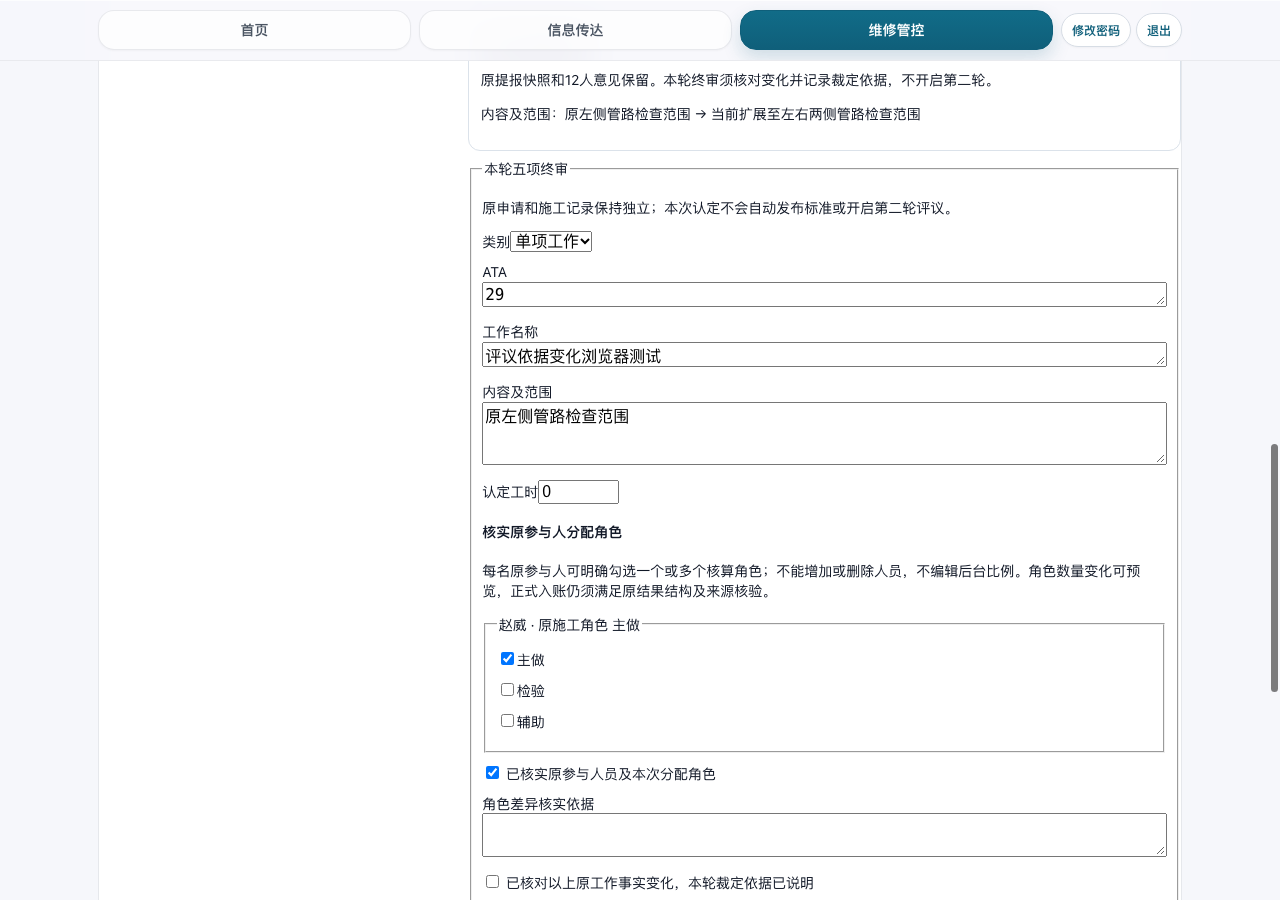 首页
信息传达
维修管控
修改密码
退出
原提报快照和12人意见保留。本轮终审须核对变化并记录裁定依据，不开启第二轮。
内容及范围：原左侧管路检查范围 → 当前扩展至左右两侧管路检查范围
本轮五项终审
原申请和施工记录保持独立；本次认定不会自动发布标准或开启第二轮评议。
类别 单项工作
ATA
29
工作名称
评议依据变化浏览器测试
内容及范围
原左侧管路检查范围
认定工时 0
核实原参与人分配角色
每名原参与人可明确勾选一个或多个核算角色；不能增加或删除人员，不编辑后台比例。角色数量变化可预
览，正式入账仍须满足原结果结构及来源核验。
赵威 · 原施工角色 主做
主做
检验
辅助
已核实原参与人员及本次分配角色
角色差异核实依据
已核对以上原工作事实变化，本轮裁定依据已说明